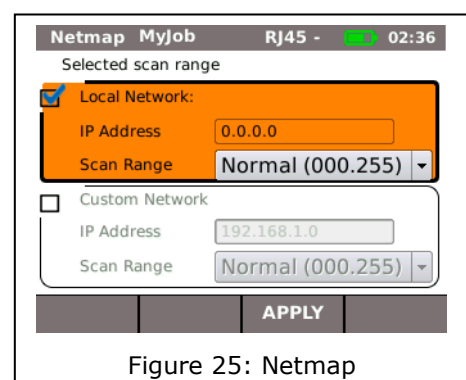 Netmap MyJob RJ45 - 02:36
Selected scan range
Local Network:
IP Address 0.0.0.0
Scan Range Normal (000.255)
Custom Network
IP Address 192.168.1.0
Scan Range Normal (000.255)
APPLY
Figure 25: Netmap